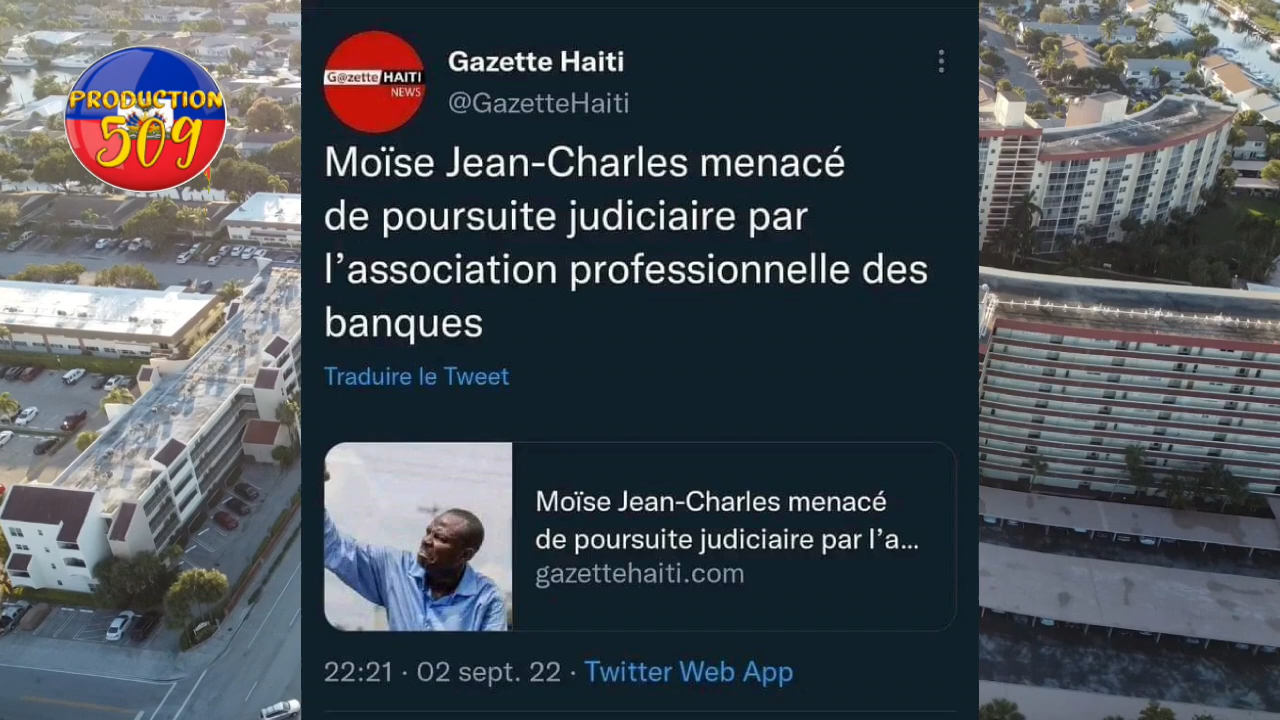 PRODUCTION
509
G@zette HAITI
NEWS
Gazette Haiti
@GazetteHaiti
Moïse Jean-Charles menacé
de poursuite judiciaire par
l’association professionnelle des
banques
Traduire le Tweet
Moïse Jean-Charles menacé
de poursuite judiciaire par l’a...
gazettehaiti.com
22:21 · 02 sept. 22 · Twitter Web App